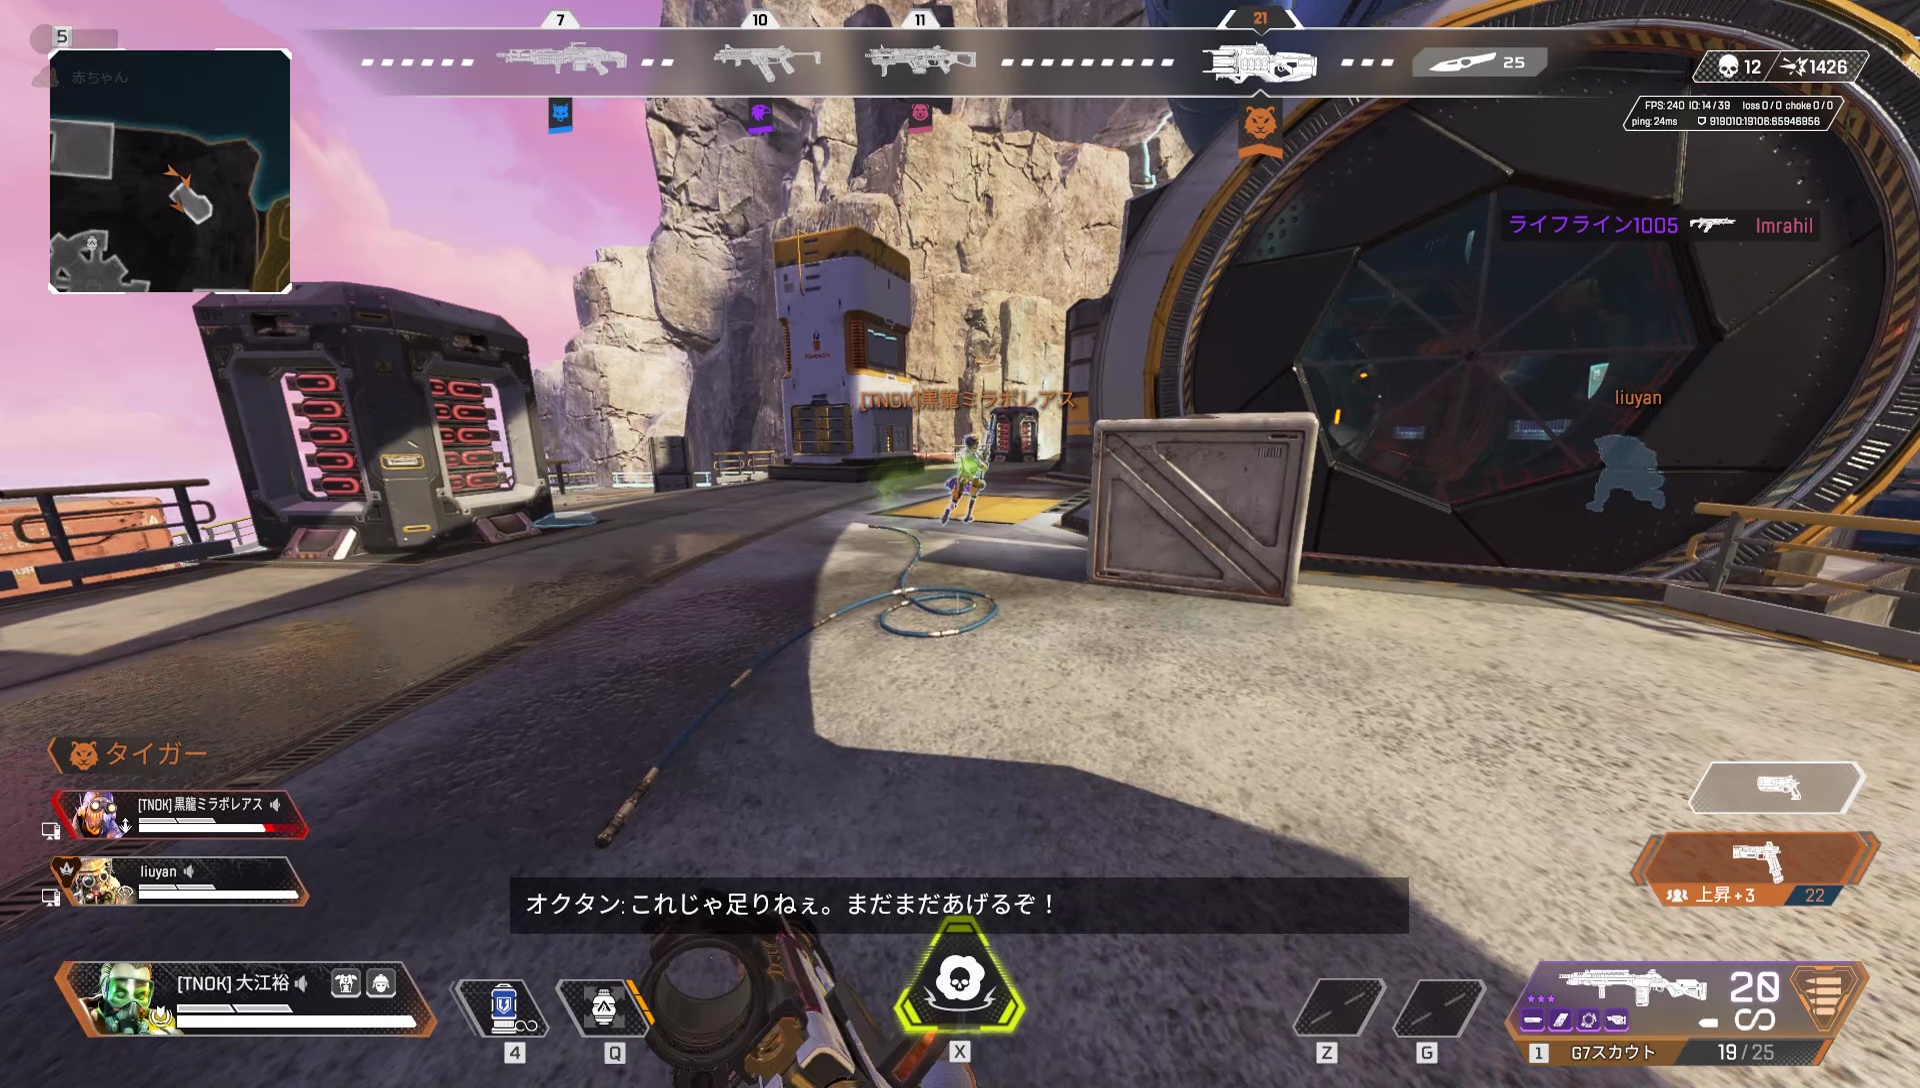 5
赤ちゃん
7
10
11
21
25
12
1426
FPS:240 IO:14/39 loss 0/0 choke 0/0
ping:24ms 919010:19106:65946956
ライフライン1005 Imrahil
[TNOK]黒龍ミラボレアス
liuyan
タイガー
[TNOK]黒龍ミラボレアス
liuyan
上昇+3 22
オクタン: これじゃ足りねぇ。まだまだあげるぞ！
[TNOK] 大江裕
4
Q
X
Z
G
20
1 G7スカウト 19/25